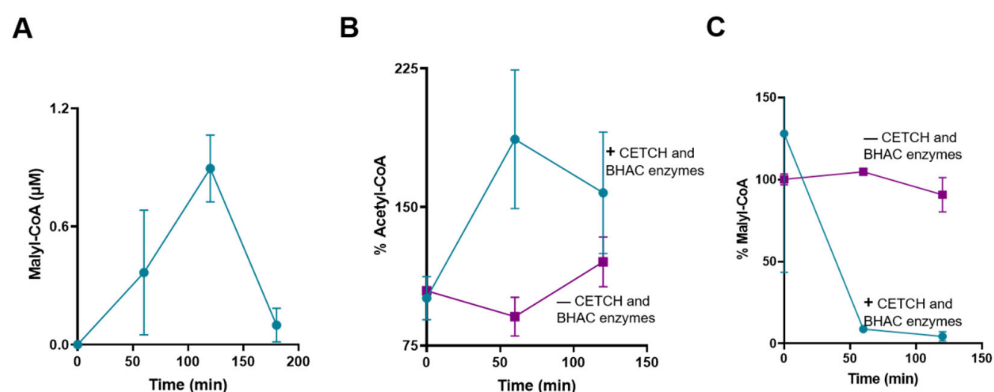 A
Malyl-CoA (μM)
1.2
0.6
0.0
0
50
100
150
200
Time (min)
B
% Acetyl-CoA
225
150
75
0
50
100
150
Time (min)
+ CETCH and
BHAC enzymes
— CETCH and
BHAC enzymes
C
% Malyl-CoA
150
100
50
0
0
50
100
150
Time (min)
— CETCH and
BHAC enzymes
+ CETCH and
BHAC enzymes